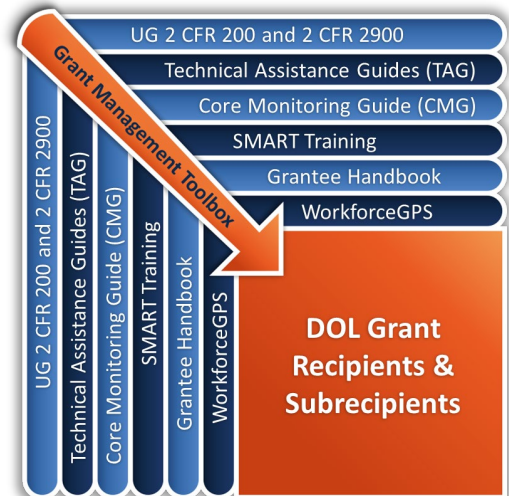 UG 2 CFR 200 and 2 CFR 2900
Technical Assistance Guides (TAG)
Core Monitoring Guide (CMG)
SMART Training
Grantee Handbook
WorkforceGPS
Grant Management Toolbox
UG 2 CFR 200 and 2 CFR 2900
Technical Assistance Guides (TAG)
Core Monitoring Guide (CMG)
SMART Training
Grantee Handbook
WorkforceGPS
DOL Grant
Recipients &
Subrecipients